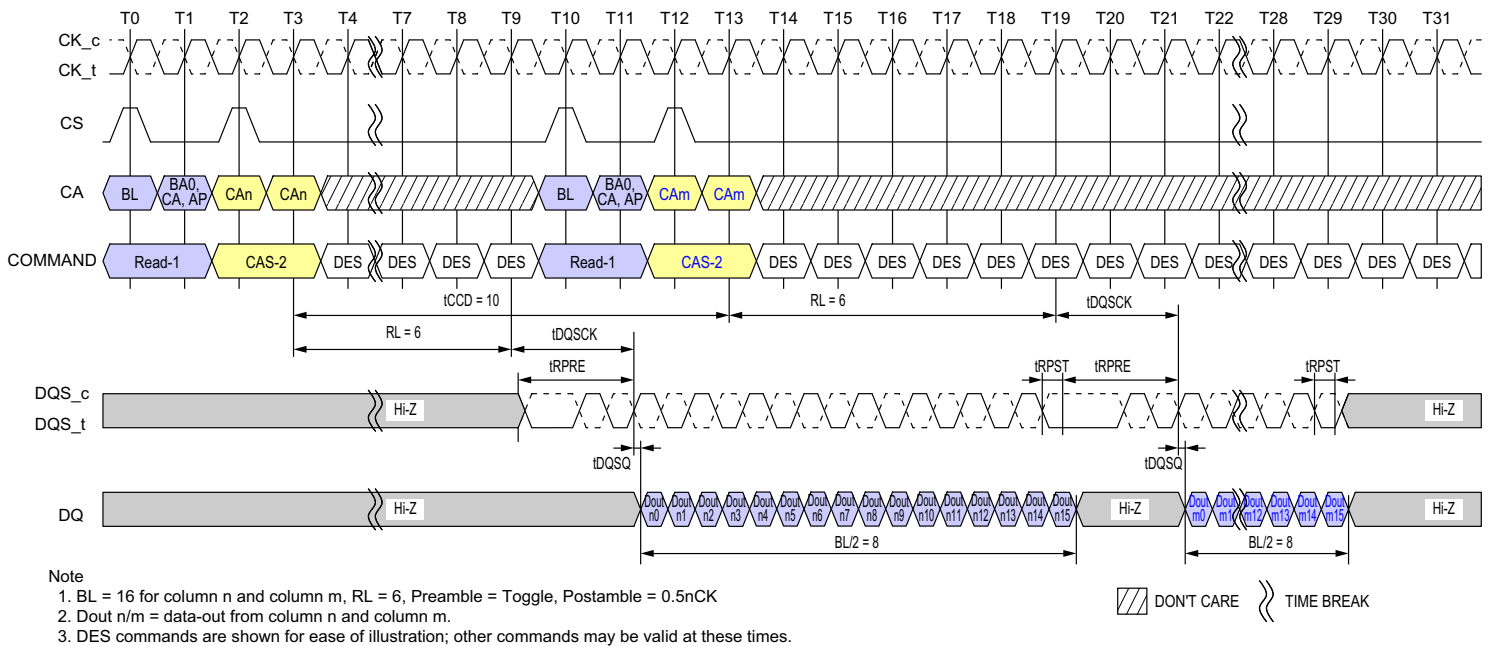 T0 T1 T2 T3 T4 T7 T8 T9 T10 T11 T12 T13 T14 T15 T16 T17 T18 T19 T20 T21 T22 T28 T29 T30 T31
CK_c
CK_t
CS
CA BL BA0, CA, AP CAn CAn BL BA0, CA, AP CAm CAm
COMMAND Read-1 CAS-2 DES DES DES DES Read-1 CAS-2 DES DES DES DES DES DES DES DES DES DES DES DES DES
tCCD = 10 RL = 6 tDQSCK
RL = 6 tDQSCK
tRPRE tRPST tRPRE tRPST
DQS_c
DQS_t
Hi-Z Hi-Z
tDQSQ tDQSQ
DQ Hi-Z Dout n0 Dout n1 Dout n2 Dout n3 Dout n4 Dout n5 Dout n6 Dout n7 Dout n8 Dout n9 Dout n10 Dout n11 Dout n12 Dout n13 Dout n14 Dout n15 Hi-Z Dout m0 Dout m1 Dout m12 Dout m13 Dout m14 Dout m15 Hi-Z
BL/2 = 8 BL/2 = 8
Note
1. BL = 16 for column n and column m, RL = 6, Preamble = Toggle, Postamble = 0.5nCK
2. Dout n/m = data-out from column n and column m.
3. DES commands are shown for ease of illustration; other commands may be valid at these times.
DON'T CARE TIME BREAK